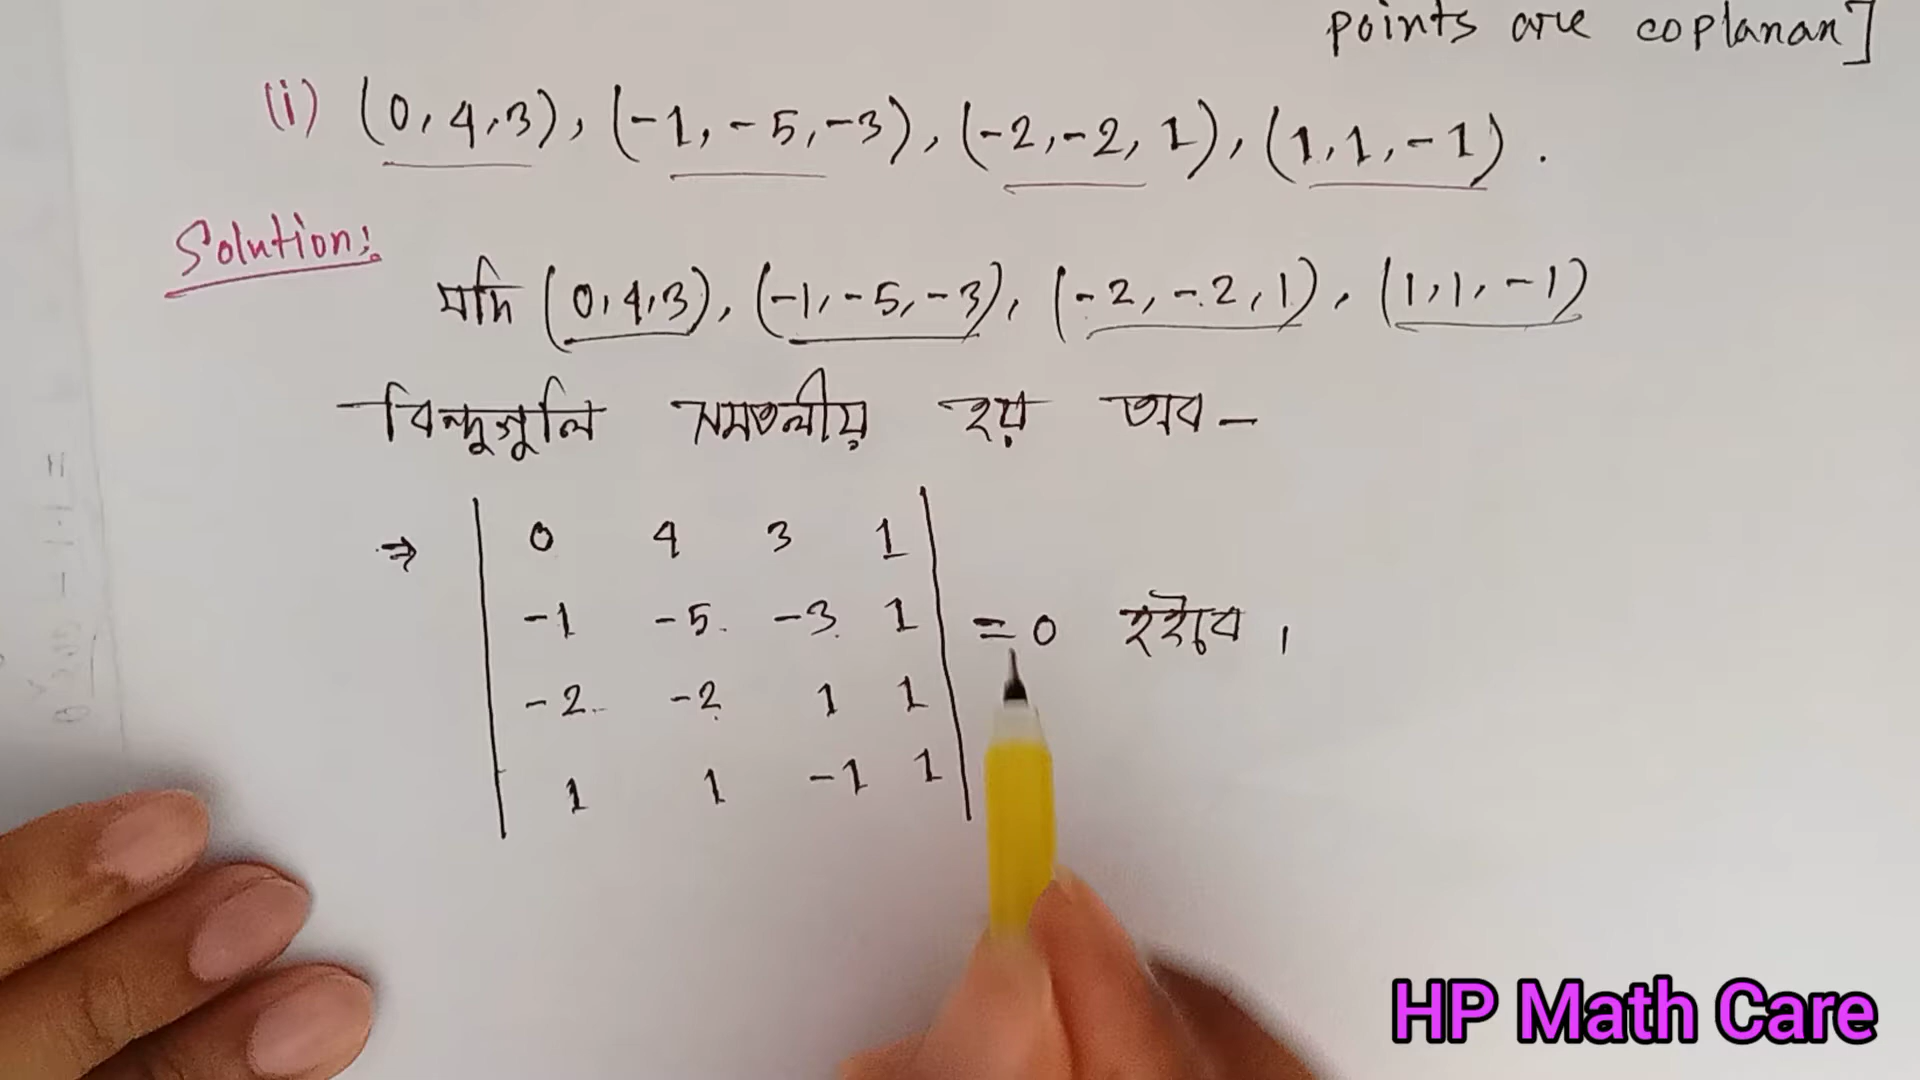 points are coplanar]
(i) (0, 4, 3), (-1, -5, -3), (-2, -2, 1), (1, 1, -1).
Solution:
যদি (0, 4, 3), (-1, -5, -3), (-2, -2, 1), (1, 1, -1)
বিন্দুগুলি সমতলীয় হয় তবে -
⇒ | 0 4 3 1 |
| -1 -5 -3 1 | = 0 হইবে ।
| -2 -2 1 1 |
| 1 1 -1 1 |
HP Math Care